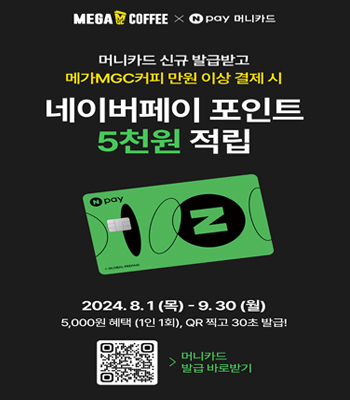 MEGA MGC COFFEE × N pay 머니카드
머니카드 신규 발급받고
메가MGC커피 만원 이상 결제 시
네이버페이 포인트
5천원 적립
N pay
N
GLOBAL PREPAID
2024. 8. 1 (목) - 9. 30 (월)
5,000원 혜택 (1인 1회), QR 찍고 30초 발급!
> 머니카드
발급 바로받기